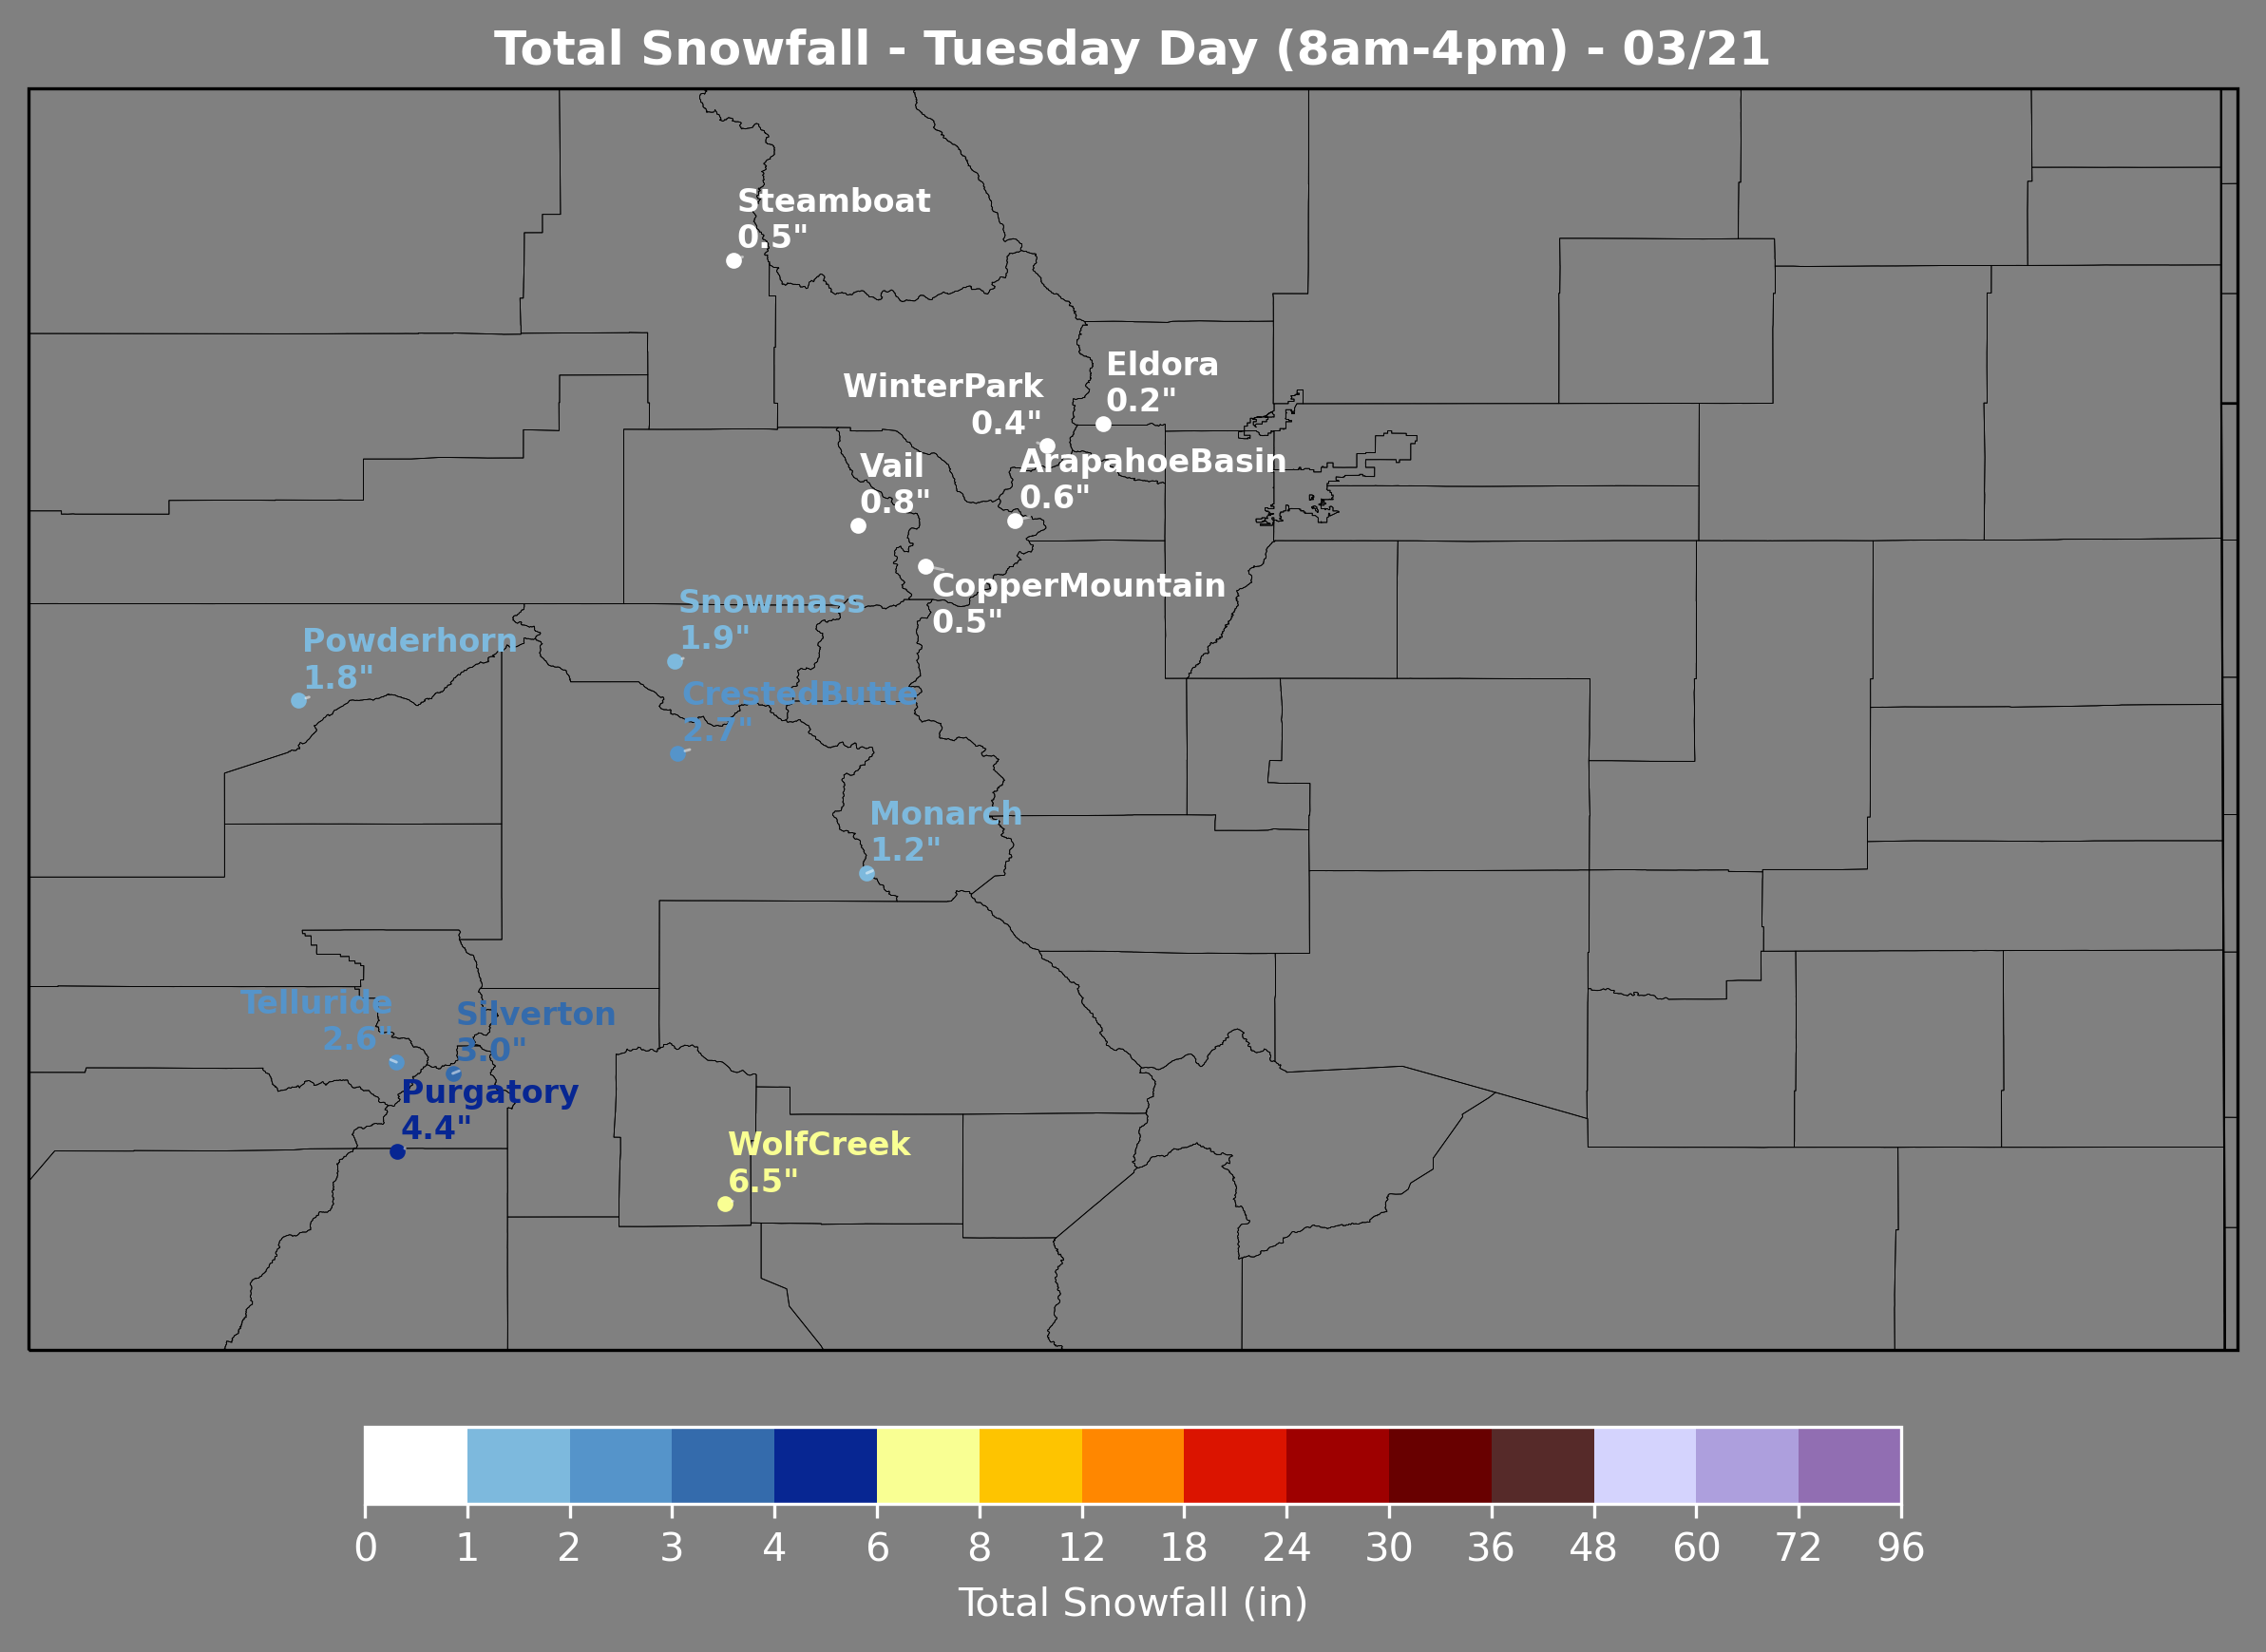 Total Snowfall - Tuesday Day (8am-4pm) - 03/21
Steamboat
0.5"
Eldora
0.2"
WinterPark
0.4"
ArapahoeBasin
0.6"
Vail
0.8"
CopperMountain
0.5"
Snowmass
1.9"
Powderhorn
1.8"
CrestedButte
2.7"
Monarch
1.2"
Telluride
2.6"
Silverton
3.0"
Purgatory
4.4"
WolfCreek
6.5"
0 1 2 3 4 6 8 12 18 24 30 36 48 60 72 96
Total Snowfall (in)